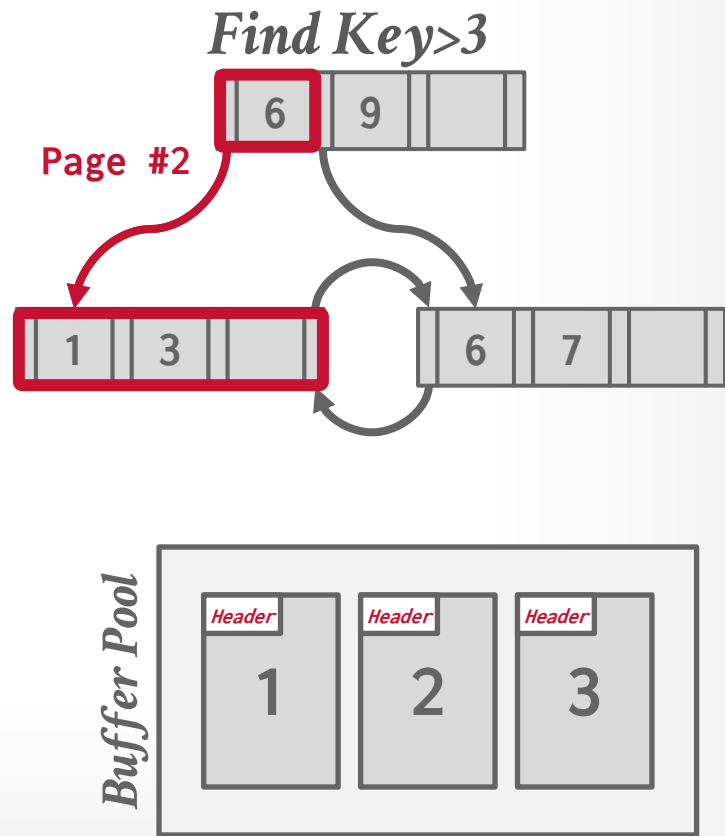 Find Key>3
6 9
Page #2
1 3
6 7
Buffer Pool
Header Header Header
1 2 3